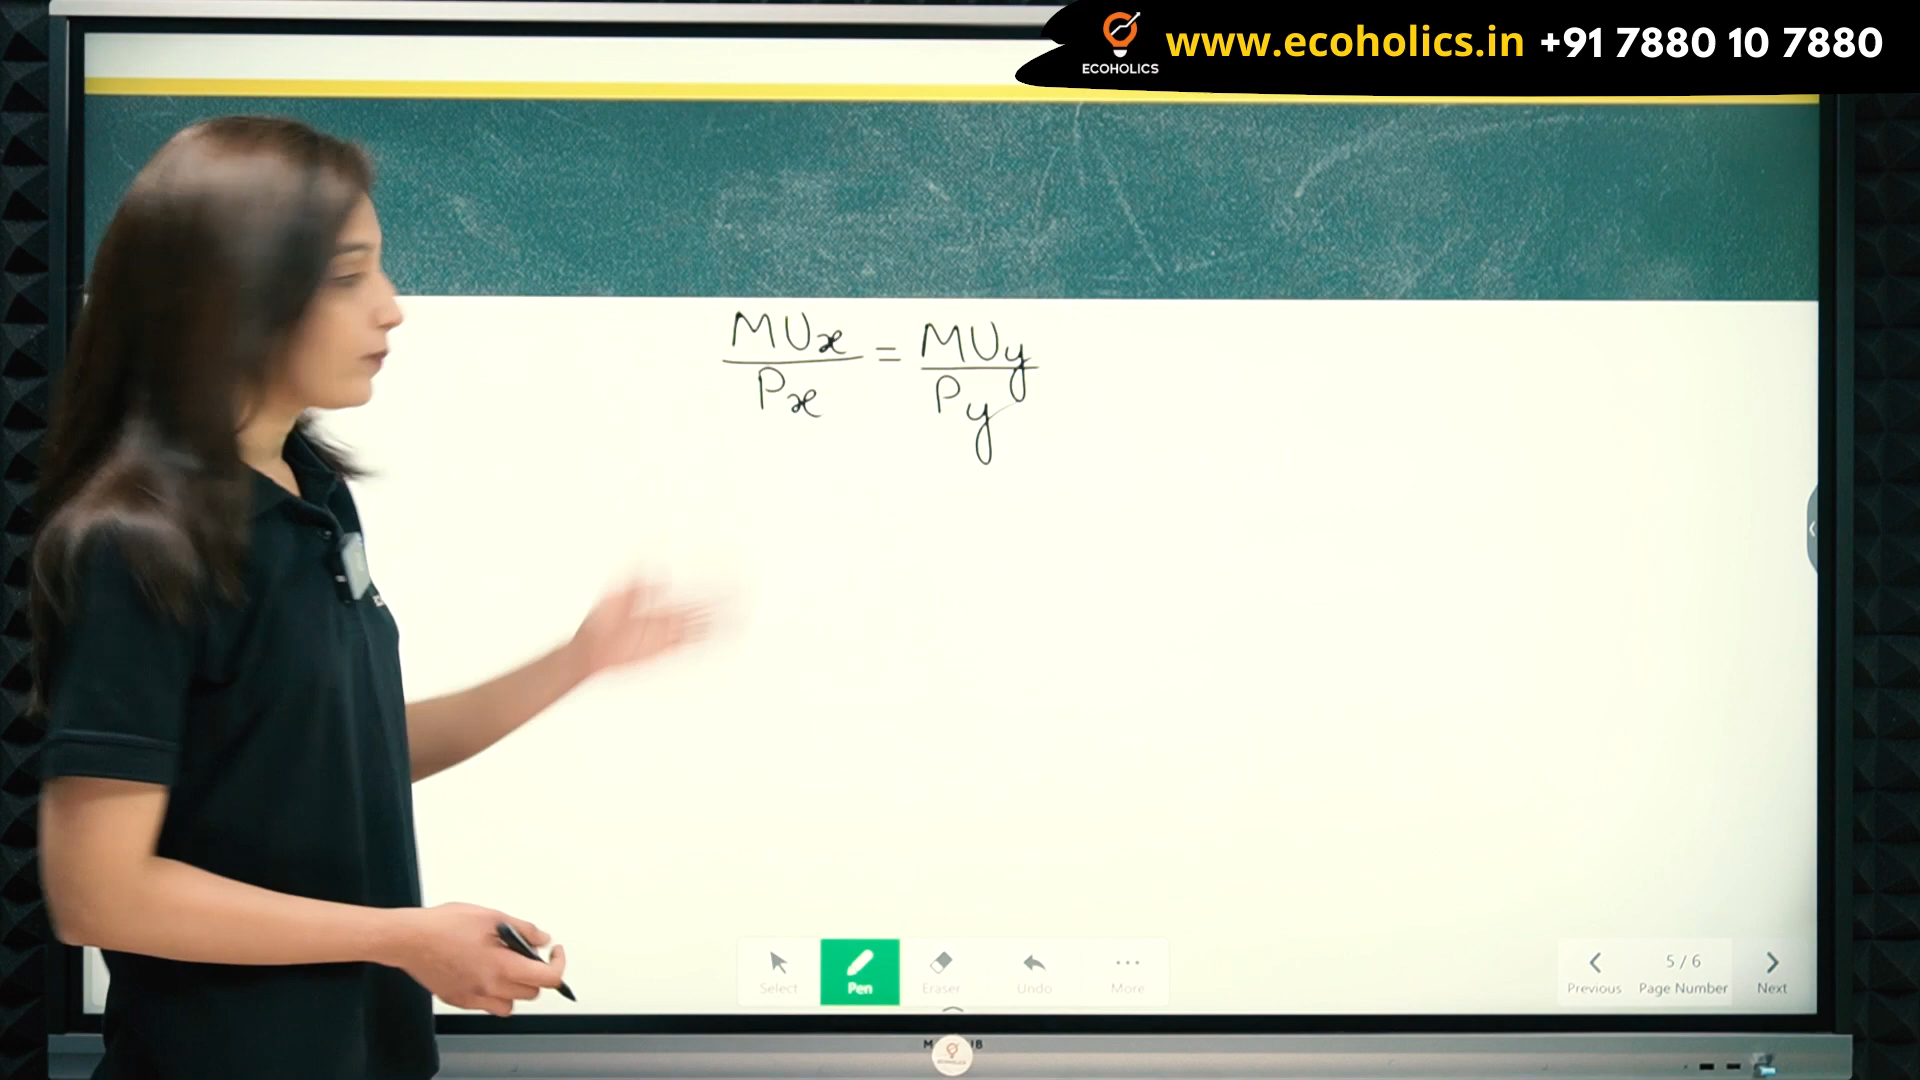 www.ecoholics.in +91 7880 10 7880
ECOHOLICS
MUx = MUy
Px Py
Select Pen Eraser Undo More
Previous 5 / 6 Page Number Next
ECOHOLICS